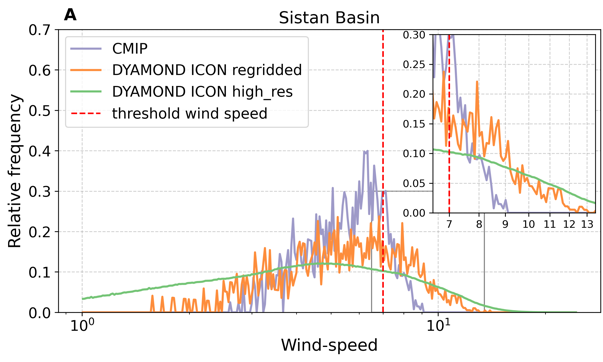 A
Sistan Basin
0.7
0.6
0.5
0.4
0.3
0.2
0.1
0.0
Relative frequency
CMIP
DYAMOND ICON regridded
DYAMOND ICON high_res
threshold wind speed
0.30
0.25
0.20
0.15
0.10
0.05
0.00
7 8 9 10 11 12 13
10⁰ 10¹
Wind-speed